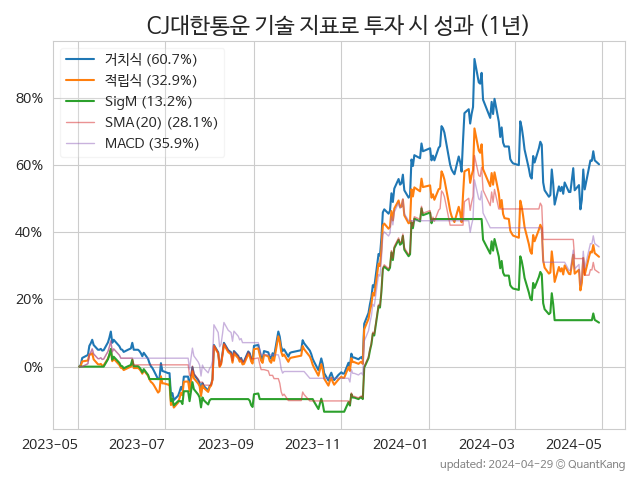 CJ대한통운 기술 지표로 투자 시 성과 (1년)
거치식 (60.7%)
적립식 (32.9%)
SigM (13.2%)
SMA(20) (28.1%)
MACD (35.9%)
80%
60%
40%
20%
0%
2023-05 2023-07 2023-09 2023-11 2024-01 2024-03 2024-05
updated: 2024-04-29 © QuantKang